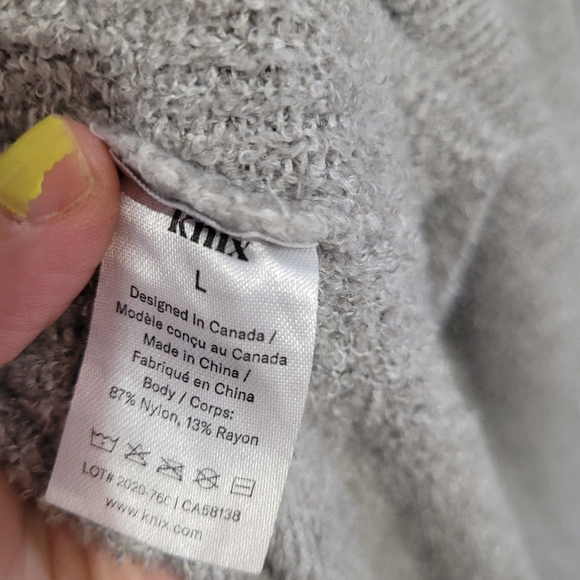 knix
L
Designed In Canada /
Modèle conçu au Canada
Made in China /
Fabriqué en China
Body / Corps:
87% Nylon, 13% Rayon
LOT# 2020-76C | CA58138
www.knix.com